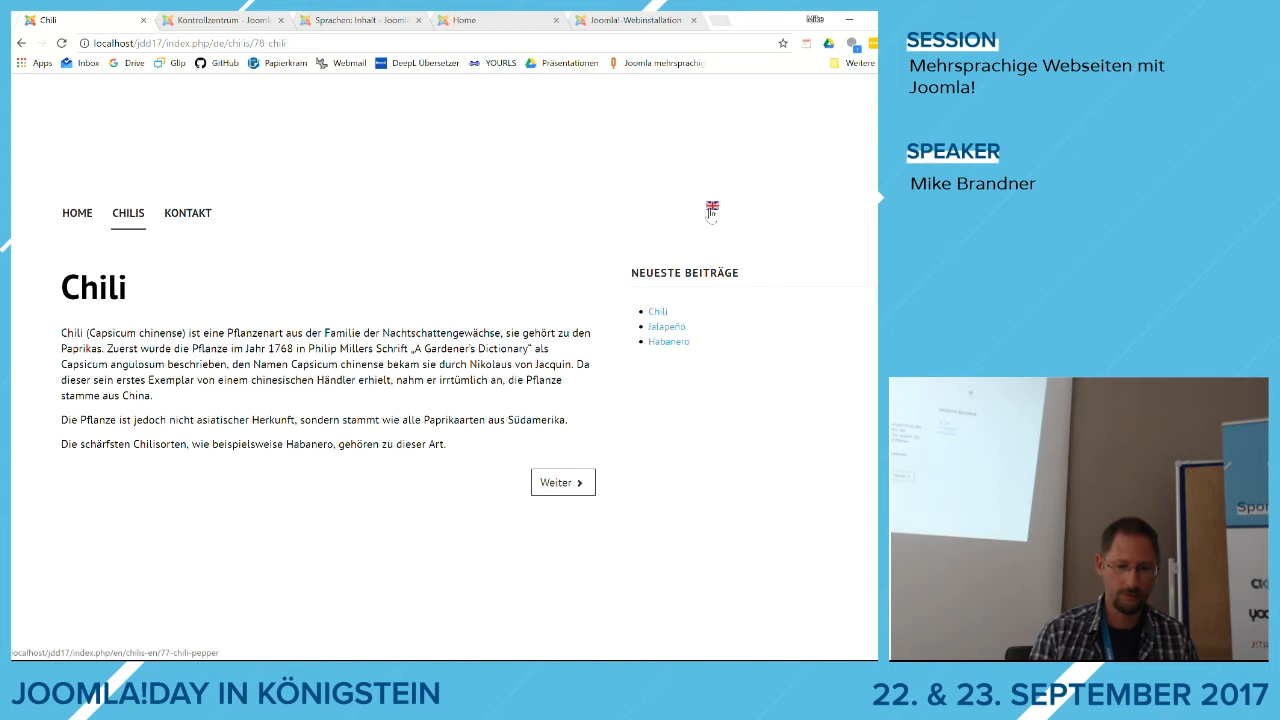 Chili
Kontrollzentrum - Jooml
Sprachen: Inhalt - Jooml
Home
Joomla!-Webinstallation
Mike
localhost/jdd17/index.php/de/chilis/78-chili
Apps
Inbox
Drive
Glip
GitHub
Papierkram
Webmail
DeepL Übersetzer
YOURLS
Präsentationen
Joomla mehrsprachig
Weitere
HOME
CHILIS
KONTAKT
Chili
Chili (Capsicum chinense) ist eine Pflanzenart aus der Familie der Nachtschattengewächse, sie gehört zu den
Paprikas. Zuerst wurde die Pflanze im Jahr 1768 in Philip Millers Schrift „A Gardener's Dictionary“ als
Capsicum angulosum beschrieben, den Namen Capsicum chinense bekam sie durch Nikolaus von Jacquin. Da
dieser sein erstes Exemplar von einem chinesischen Händler erhielt, nahm er irrtümlich an, die Pflanze
stamme aus China.
Die Pflanze ist jedoch nicht asiatischer Herkunft, sondern stammt wie alle Paprikaarten aus Südamerika.
Die schärfsten Chilisorten, wie beispielsweise Habanero, gehören zu dieser Art.
Weiter
NEUESTE BEITRÄGE
Chili
Jalapeño
Habanero
localhost/jdd17/index.php/en/chilis-en/77-chili-pepper
SESSION
Mehrsprachige Webseiten mit
Joomla!
SPEAKER
Mike Brandner
Spo
JOOMLA!DAY IN KÖNIGSTEIN
22. & 23. SEPTEMBER 2017